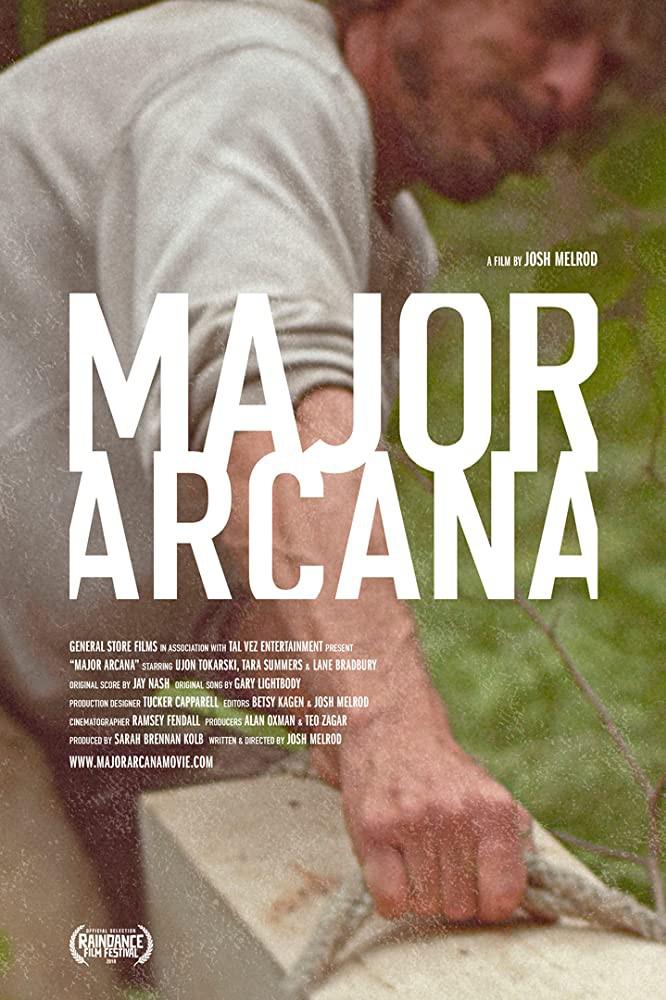 A FILM BY JOSH MELROD
MAJOR
ARCANA
GENERAL STORE FILMS IN ASSOCIATION WITH TAL VEZ ENTERTAINMENT PRESENT
"MAJOR ARCANA" STARRING UJON TOKARSKI, TARA SUMMERS & LANE BRADBURY
ORIGINAL SCORE BY JAY NASH ORIGINAL SONG BY GARY LIGHTBODY
PRODUCTION DESIGNER TUCKER CAPPARELL EDITORS BETSY KAGEN & JOSH MELROD
CINEMATOGRAPHER RAMSEY FENDALL PRODUCERS ALAN OXMAN & TEO ZAGAR
PRODUCED BY SARAH BRENNAN KOLB WRITTEN & DIRECTED BY JOSH MELROD
WWW.MAJORARCANAMOVIE.COM
OFFICIAL SELECTION
RAINDANCE
FILM FESTIVAL
2018